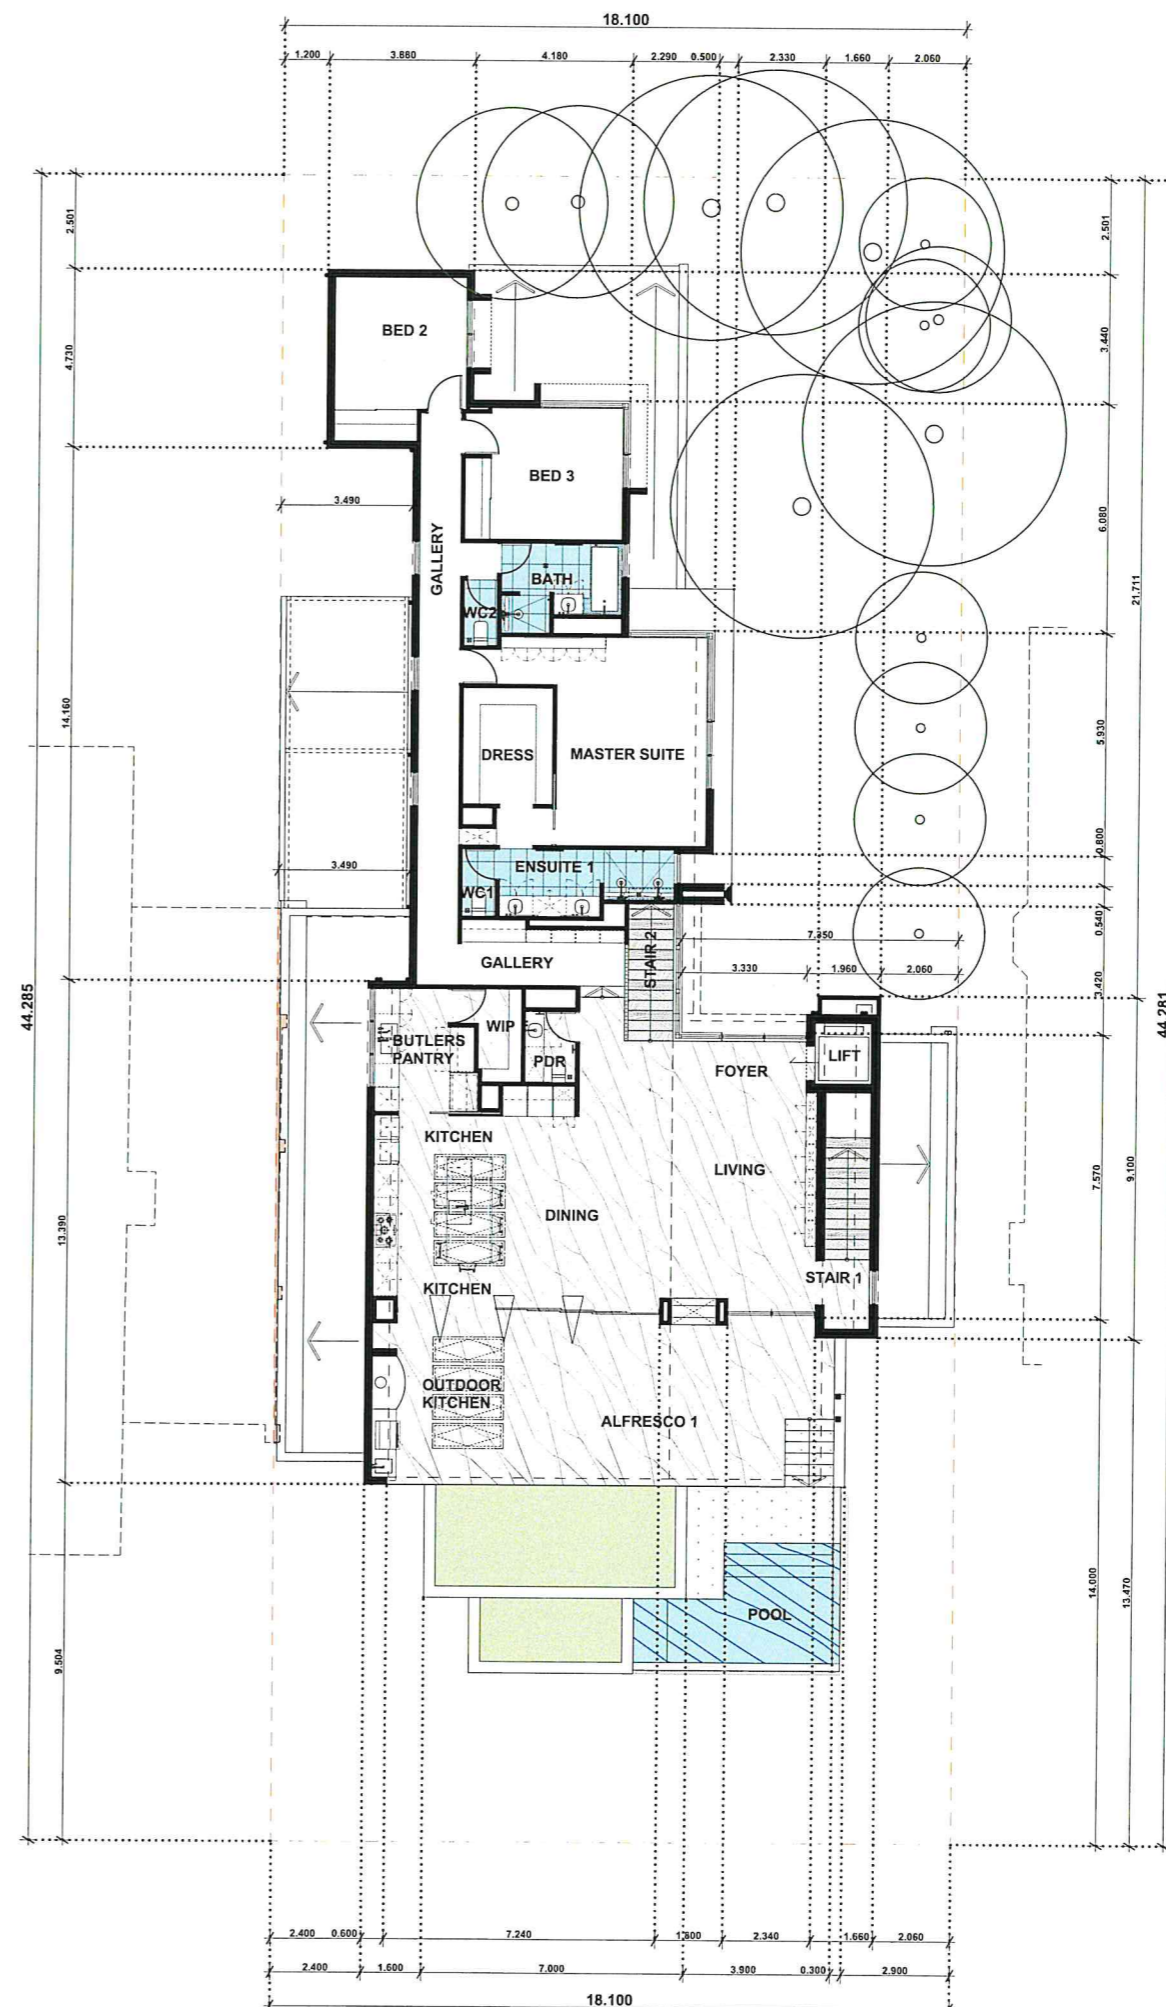 18.100
1.200 3.880 4.180 2.290 0.500 2.330 1.660 2.060
2.501
2.501
BED 2
4.730
3.440
BED 3
3.490
GALLERY
6.080
BATH
WC2
21.711
14.160
5.930
DRESS
MASTER SUITE
0.800
ENSUITE 1
3.490
WC1
0.540
STAIR 2
7.350
GALLERY
3.330 1.960 2.060
3.420
44.285
44.281
WIP
BUTLERS
PANTRY
PDR
LIFT
FOYER
KITCHEN
LIVING
7.570
9.100
DINING
13.390
KITCHEN
STAIR 1
OUTDOOR
KITCHEN
ALFRESCO 1
14.000
13.470
POOL
9.504
2.400 0.600 7.240 1.800 2.340 1.660 2.060
2.400 1.600 7.000 3.900 0.300 2.900
18.100